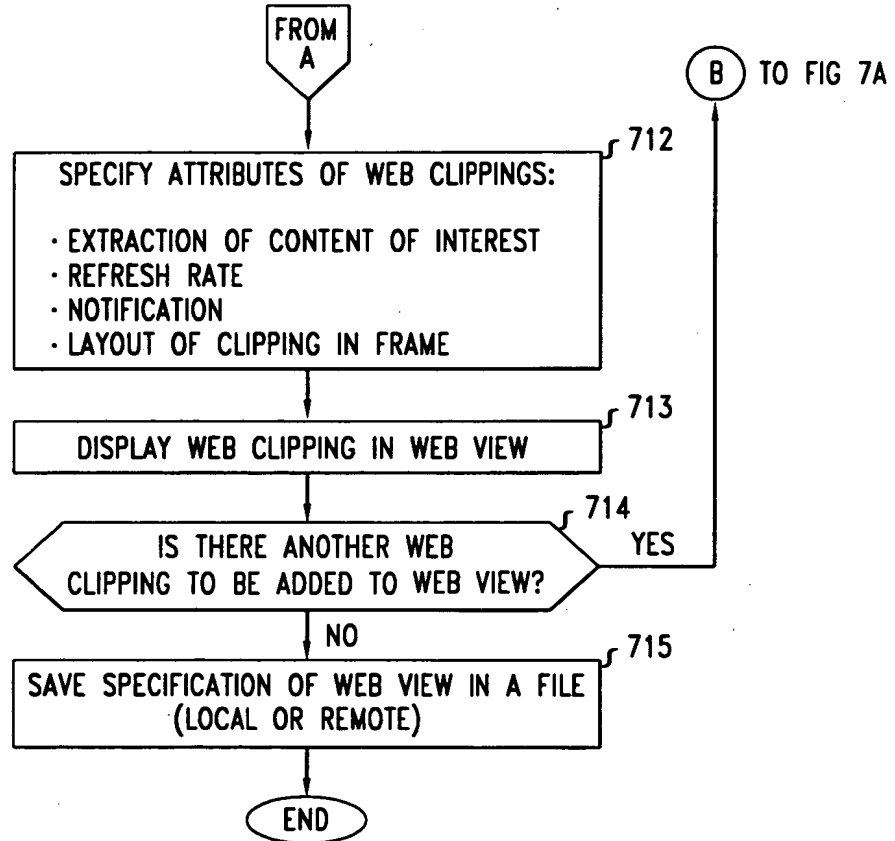 FROM
A
B TO FIG 7A
712
SPECIFY ATTRIBUTES OF WEB CLIPPINGS:
· EXTRACTION OF CONTENT OF INTEREST
· REFRESH RATE
· NOTIFICATION
· LAYOUT OF CLIPPING IN FRAME
713
DISPLAY WEB CLIPPING IN WEB VIEW
714
IS THERE ANOTHER WEB
CLIPPING TO BE ADDED TO WEB VIEW?
YES
NO
715
SAVE SPECIFICATION OF WEB VIEW IN A FILE
(LOCAL OR REMOTE)
END